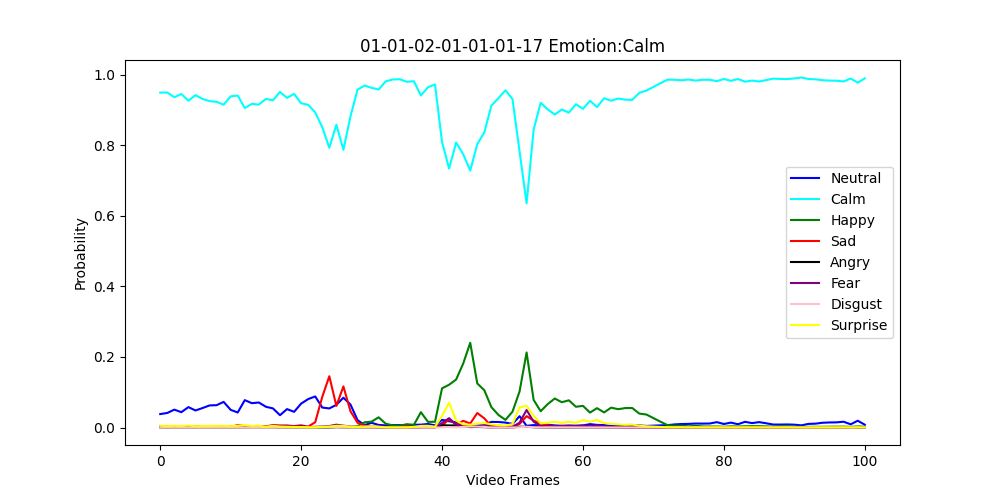 01-01-02-01-01-01-17 Emotion:Calm
Probability
1.0
0.8
0.6
0.4
0.2
0.0
Neutral
Calm
Happy
Sad
Angry
Fear
Disgust
Surprise
0 20 40 60 80 100
Video Frames